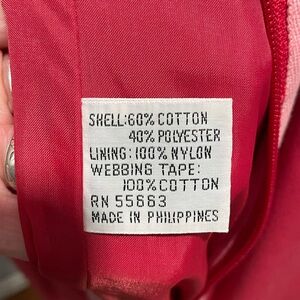 SHELL:60% COTTON
40% POLYESTER
LINING:100% NYLON
WEBBING TAPE:
100% COTTON
RN 55663
MADE IN PHILIPPINES